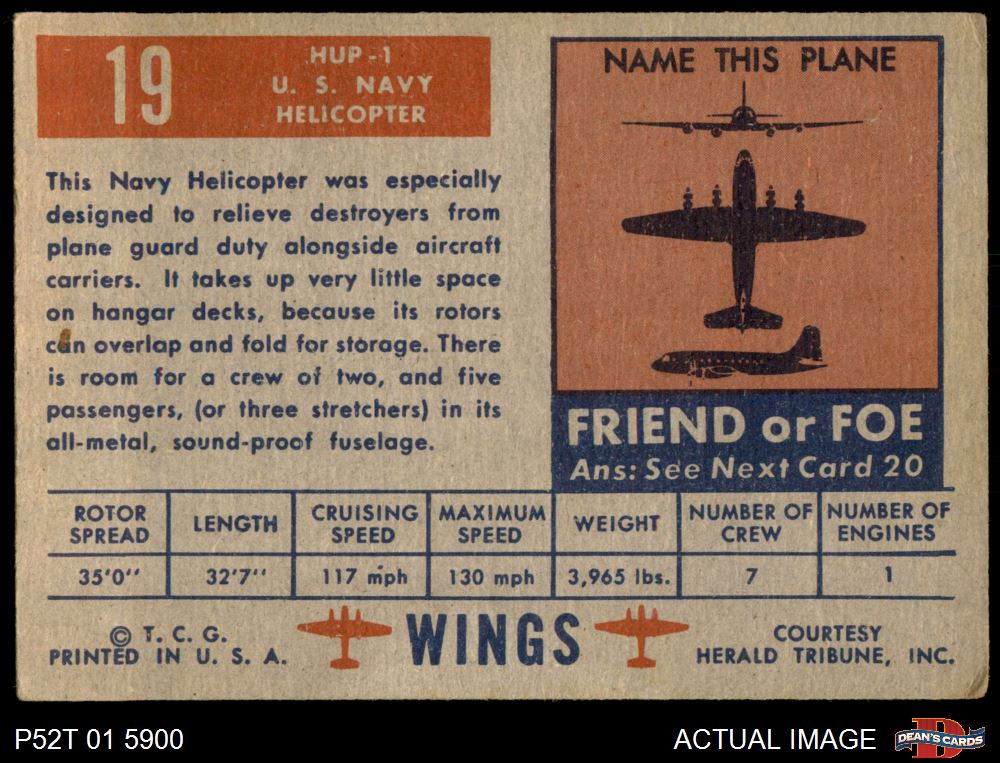 19
HUP-1
U. S. NAVY
HELICOPTER
This Navy Helicopter was especially
designed to relieve destroyers from
plane guard duty alongside aircraft
carriers. It takes up very little space
on hangar decks, because its rotors
can overlap and fold for storage. There
is room for a crew of two, and five
passengers, (or three stretchers) in its
all-metal, sound-proof fuselage.
NAME THIS PLANE
FRIEND or FOE
Ans: See Next Card 20
ROTOR SPREAD LENGTH CRUISING SPEED MAXIMUM SPEED WEIGHT NUMBER OF CREW NUMBER OF ENGINES
35'0'' 32'7'' 117 mph 130 mph 3,965 lbs. 7 1
© T. C. G.
PRINTED IN U. S. A.
WINGS
COURTESY
HERALD TRIBUNE, INC.
P52T 01 5900
ACTUAL IMAGE
DEAN'S CARDS